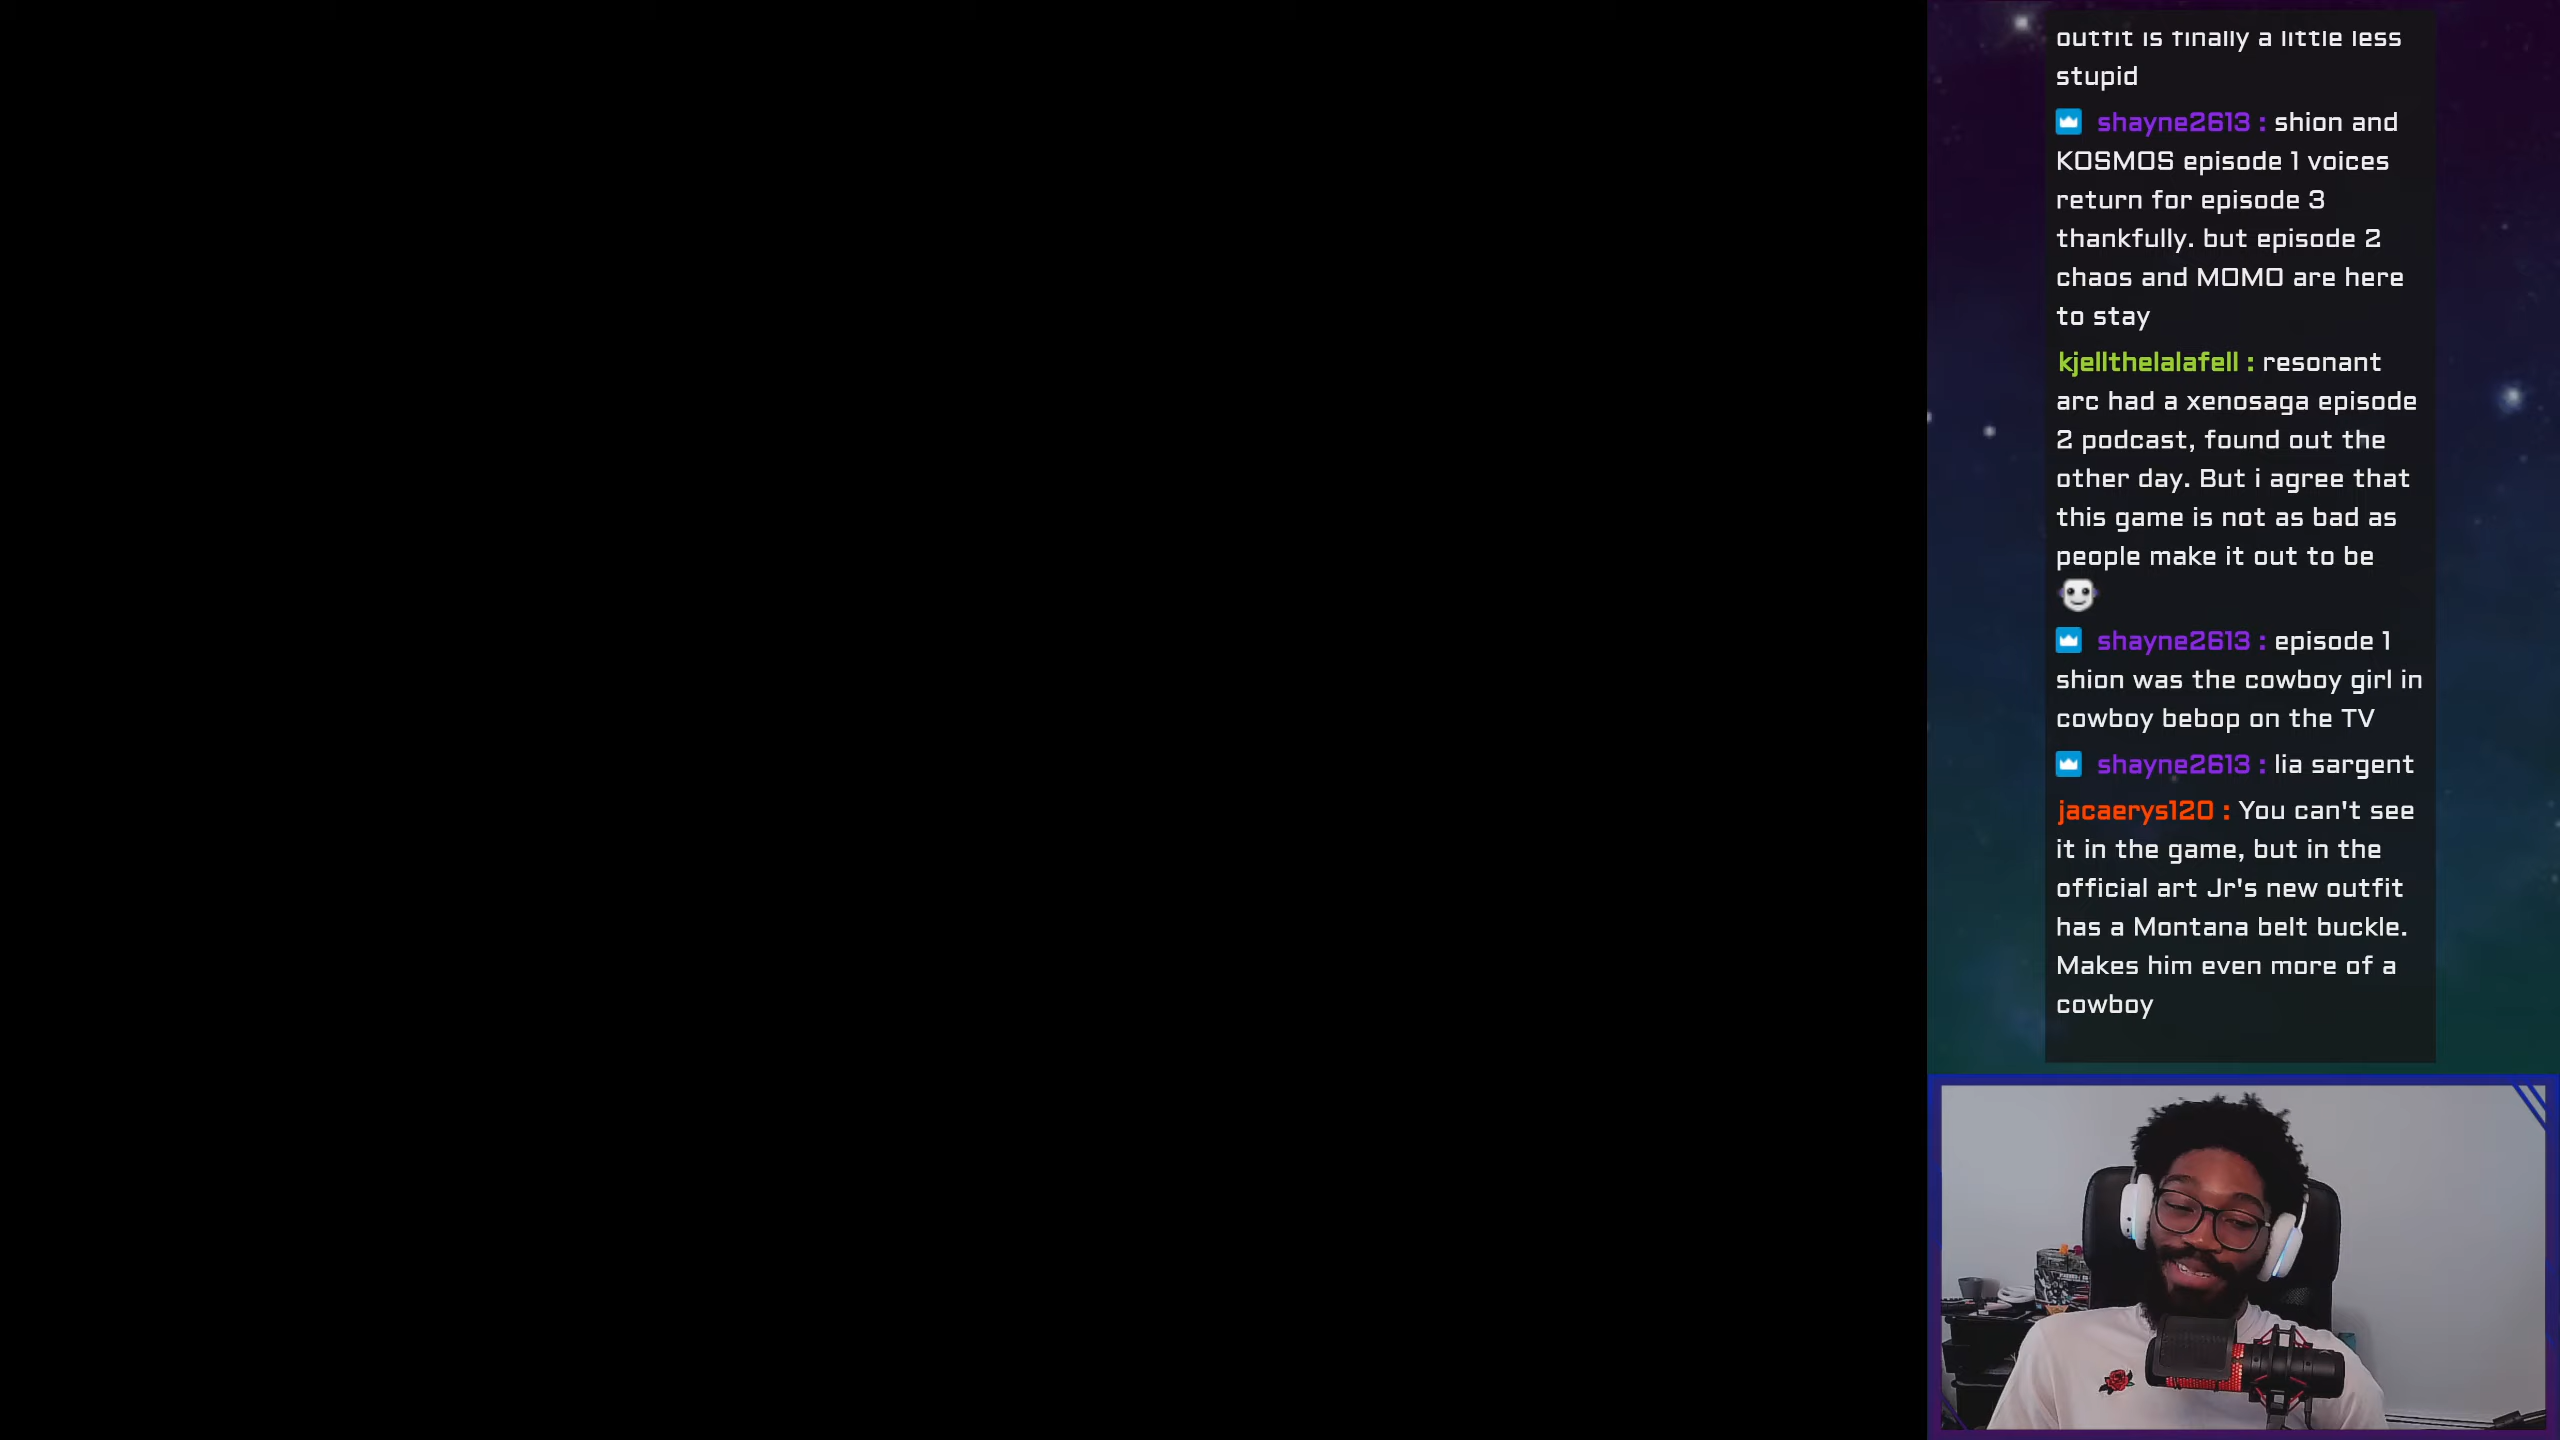 outfit is finally a little less
stupid
shayne2613 : shion and
KOSMOS episode 1 voices
return for episode 3
thankfully. but episode 2
chaos and MOMO are here
to stay
kjellthelalafell : resonant
arc had a xenosaga episode
2 podcast, found out the
other day. But i agree that
this game is not as bad as
people make it out to be
shayne2613 : episode 1
shion was the cowboy girl in
cowboy bebop on the TV
shayne2613 : lia sargent
jacaerys120 : You can't see
it in the game, but in the
official art Jr's new outfit
has a Montana belt buckle.
Makes him even more of a
cowboy